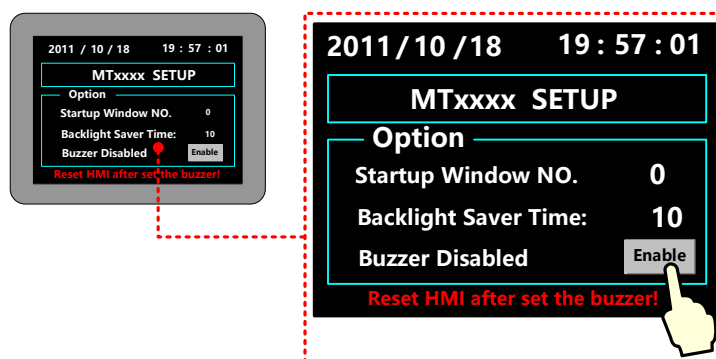 2011 / 10 / 18 19 : 57 : 01
MTxxxx SETUP
Option
Startup Window NO. 0
Backlight Saver Time: 10
Buzzer Disabled Enable
Reset HMI after set the buzzer!
2011 / 10 / 18 19 : 57 : 01
MTxxxx SETUP
Option
Startup Window NO. 0
Backlight Saver Time: 10
Buzzer Disabled Enable
Reset HMI after set the buzzer!